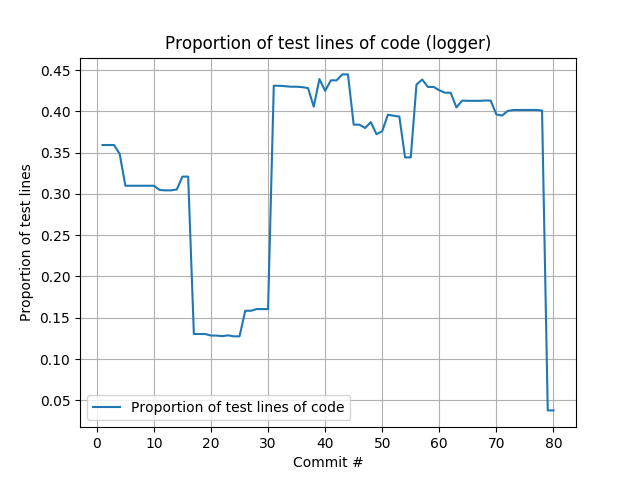 Proportion of test lines of code (logger)
Proportion of test lines
0.45
0.40
0.35
0.30
0.25
0.20
0.15
0.10
0.05
Proportion of test lines of code
0 10 20 30 40 50 60 70 80
Commit #